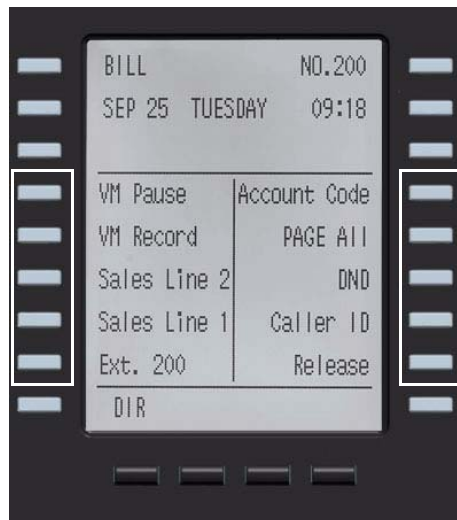 BILL NO.200
SEP 25 TUESDAY 09:18
VM Pause Account Code
VM Record PAGE All
Sales Line 2 DND
Sales Line 1 Caller ID
Ext. 200 Release
DIR